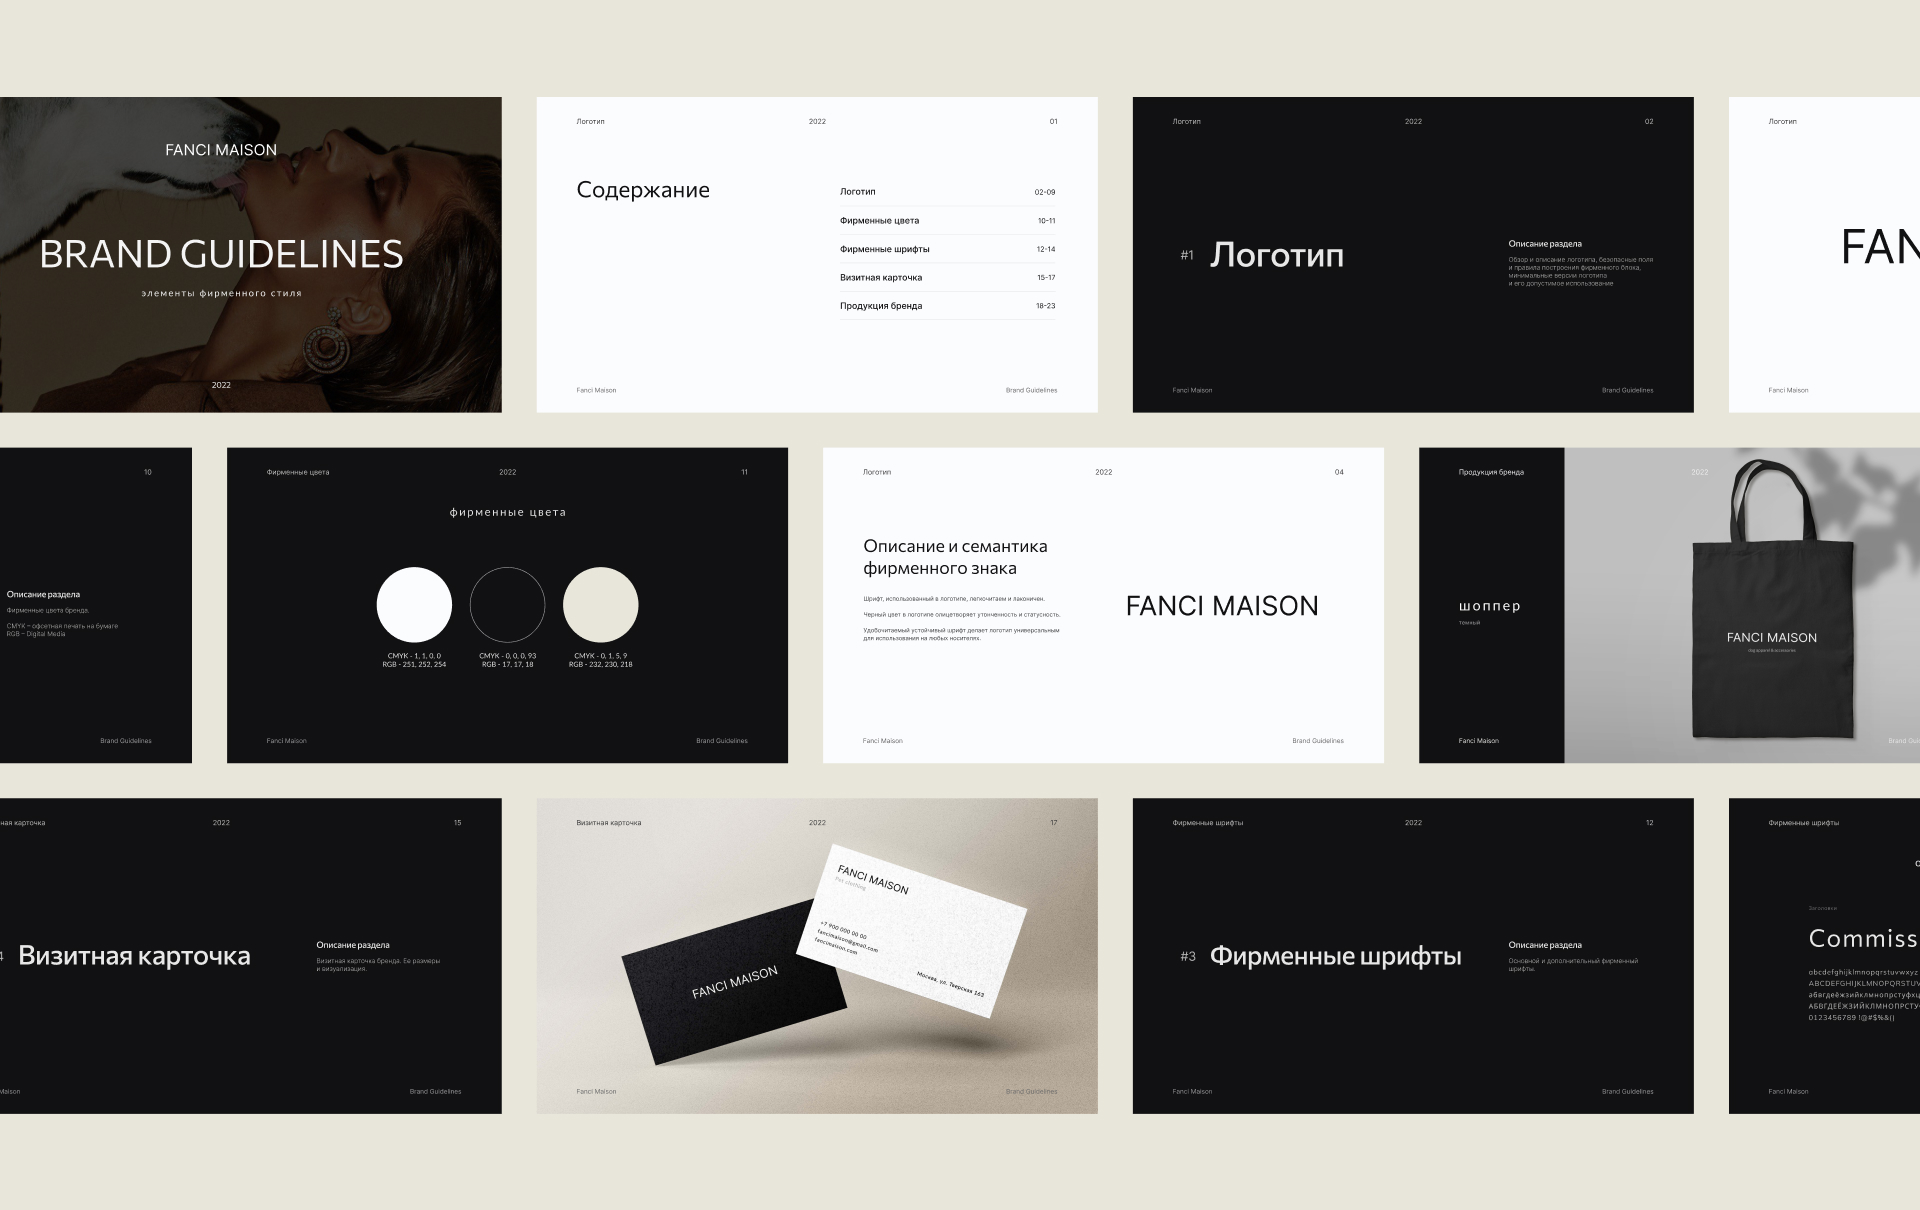 FANCI MAISON
BRAND GUIDELINES
элементы фирменного стиля
2022
Логотип
2022
01
Содержание
Логотип
02-09
Фирменные цвета
10-11
Фирменные шрифты
12-14
Визитная карточка
15-17
Продукция бренда
18-23
Fanci Maison
Brand Guidelines
Логотип
2022
02
#1
Логотип
Описание раздела
Обзор и описание логотипа, безопасные поля
и правила построения фирменного блока,
минимальные версии логотипа
и его допустимое использование
Fanci Maison
Brand Guidelines
Логотип
FAN
Fanci Maison
10
Описание раздела
Фирменные цвета бренда.
CMYK – офсетная печать на бумаге
RGB – Digital Media
Brand Guidelines
Фирменные цвета
2022
11
фирменные цвета
CMYK - 1, 1, 0, 0
RGB - 251, 252, 254
CMYK - 0, 0, 0, 93
RGB - 17, 17, 18
CMYK - 0, 1, 5, 9
RGB - 232, 230, 218
Fanci Maison
Brand Guidelines
Логотип
2022
04
Описание и семантика
фирменного знака
Шрифт, использованный в логотипе, легкочитаем и лаконичен.
Черный цвет в логотипе олицетворяет утонченность и статусность.
Удобочитаемый устойчивый шрифт делает логотип универсальным
для использования на любых носителях.
FANCI MAISON
Fanci Maison
Brand Guidelines
Продукция бренда
2022
шоппер
темный
FANCI MAISON
dog apparel & accessories
Fanci Maison
Brand Gui
ная карточка
2022
15
4
Визитная карточка
Описание раздела
Визитная карточка бренда. Ее размеры
и визуализация.
Maison
Brand Guidelines
Визитная карточка
2022
17
FANCI MAISON
Pet clothing
+7 900 000 00 00
fancimaison@gmail.com
fancimaison.com
Москва, ул. Тверская 163
FANCI MAISON
Fanci Maison
Brand Guidelines
Фирменные шрифты
2022
12
#3
Фирменные шрифты
Описание раздела
Основной и дополнительный фирменный
шрифты.
Fanci Maison
Brand Guidelines
Фирменные шрифты
Заголовки
Commiss
abcdefghijklmnopqrstuvwxyz
ABCDEFGHIJKLMNOPQRSTUV
абвгдеёжзийклмнопрстуфхц
АБВГДЕЁЖЗИЙКЛМНОПРСТУ
0123456789 !@#$%&()
Fanci Maison